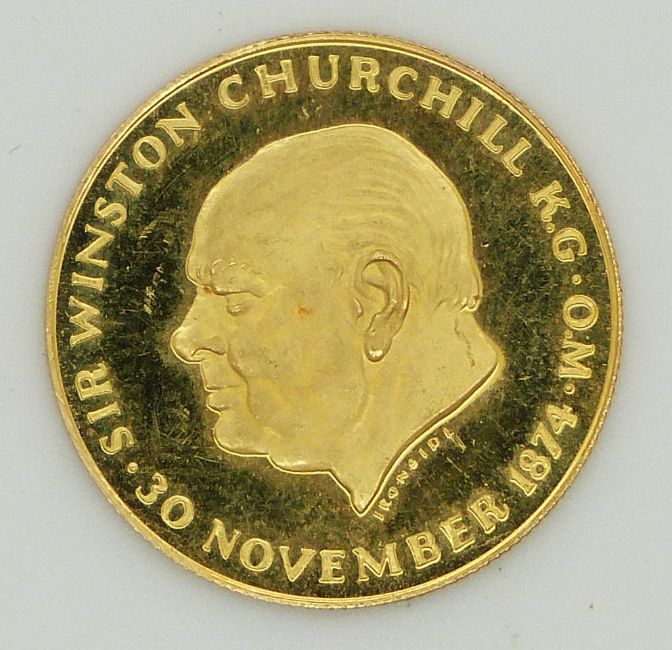 SIR WINSTON CHURCHILL K.G · O.M ·
30 NOVEMBER 1874 ·
IRONSIDE